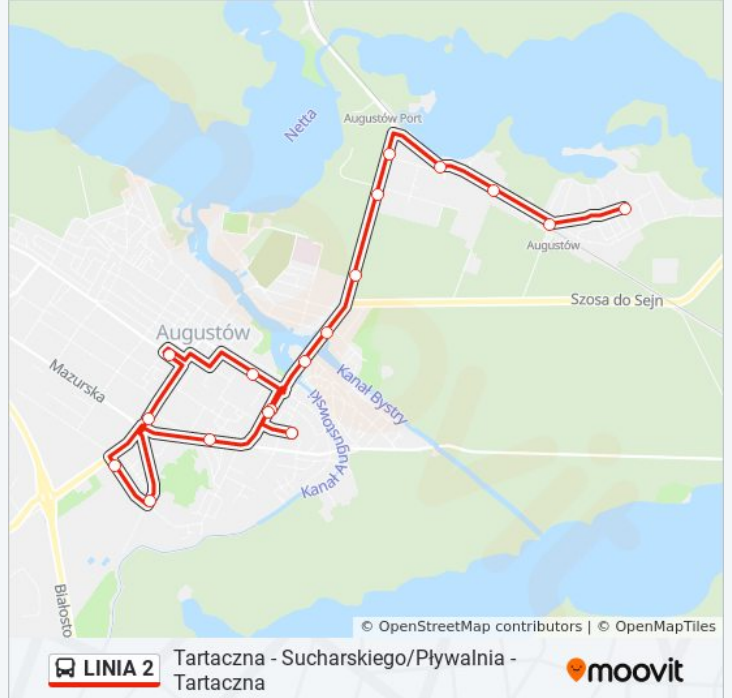 Netta
Augustów Port
Augustów
Szosa do Sejn
Augustów
Mazurska
Kanał Bystry
Kanał Augustowski
Białosto
© OpenStreetMap contributors | © OpenMapTiles
LINIA 2
Tartaczna - Sucharskiego/Pływalnia -
Tartaczna
moovit